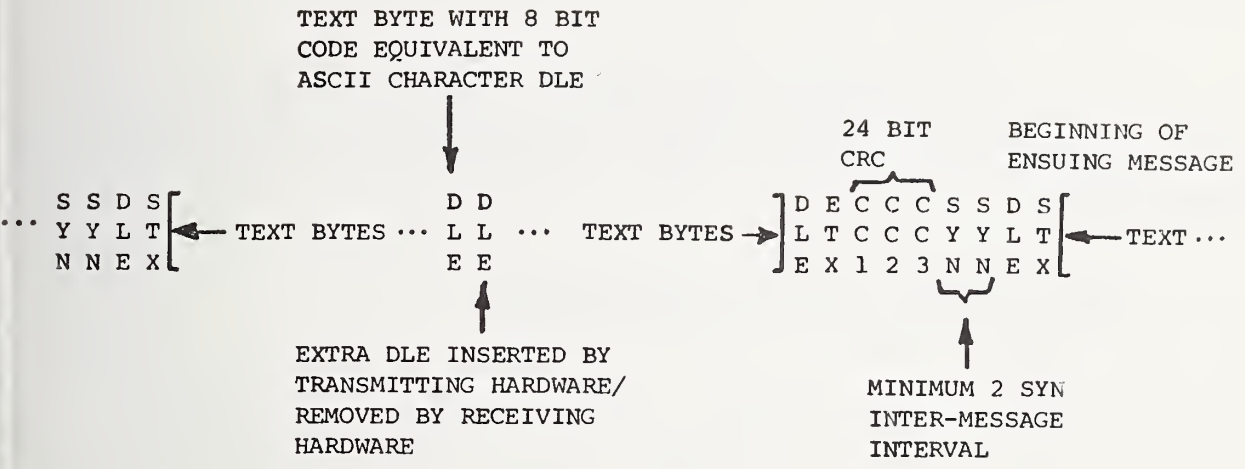 TEXT BYTE WITH 8 BIT
CODE EQUIVALENT TO
ASCII CHARACTER DLE
24 BIT
CRC
BEGINNING OF
ENSUING MESSAGE
S S D S D D D E C C C S S D S
... Y Y L T TEXT BYTES ... L L ... TEXT BYTES L T C C C Y Y L T TEXT ...
N N E X E E E X 1 2 3 N N E X
EXTRA DLE INSERTED BY
TRANSMITTING HARDWARE/
REMOVED BY RECEIVING
HARDWARE
MINIMUM 2 SYN
INTER-MESSAGE
INTERVAL